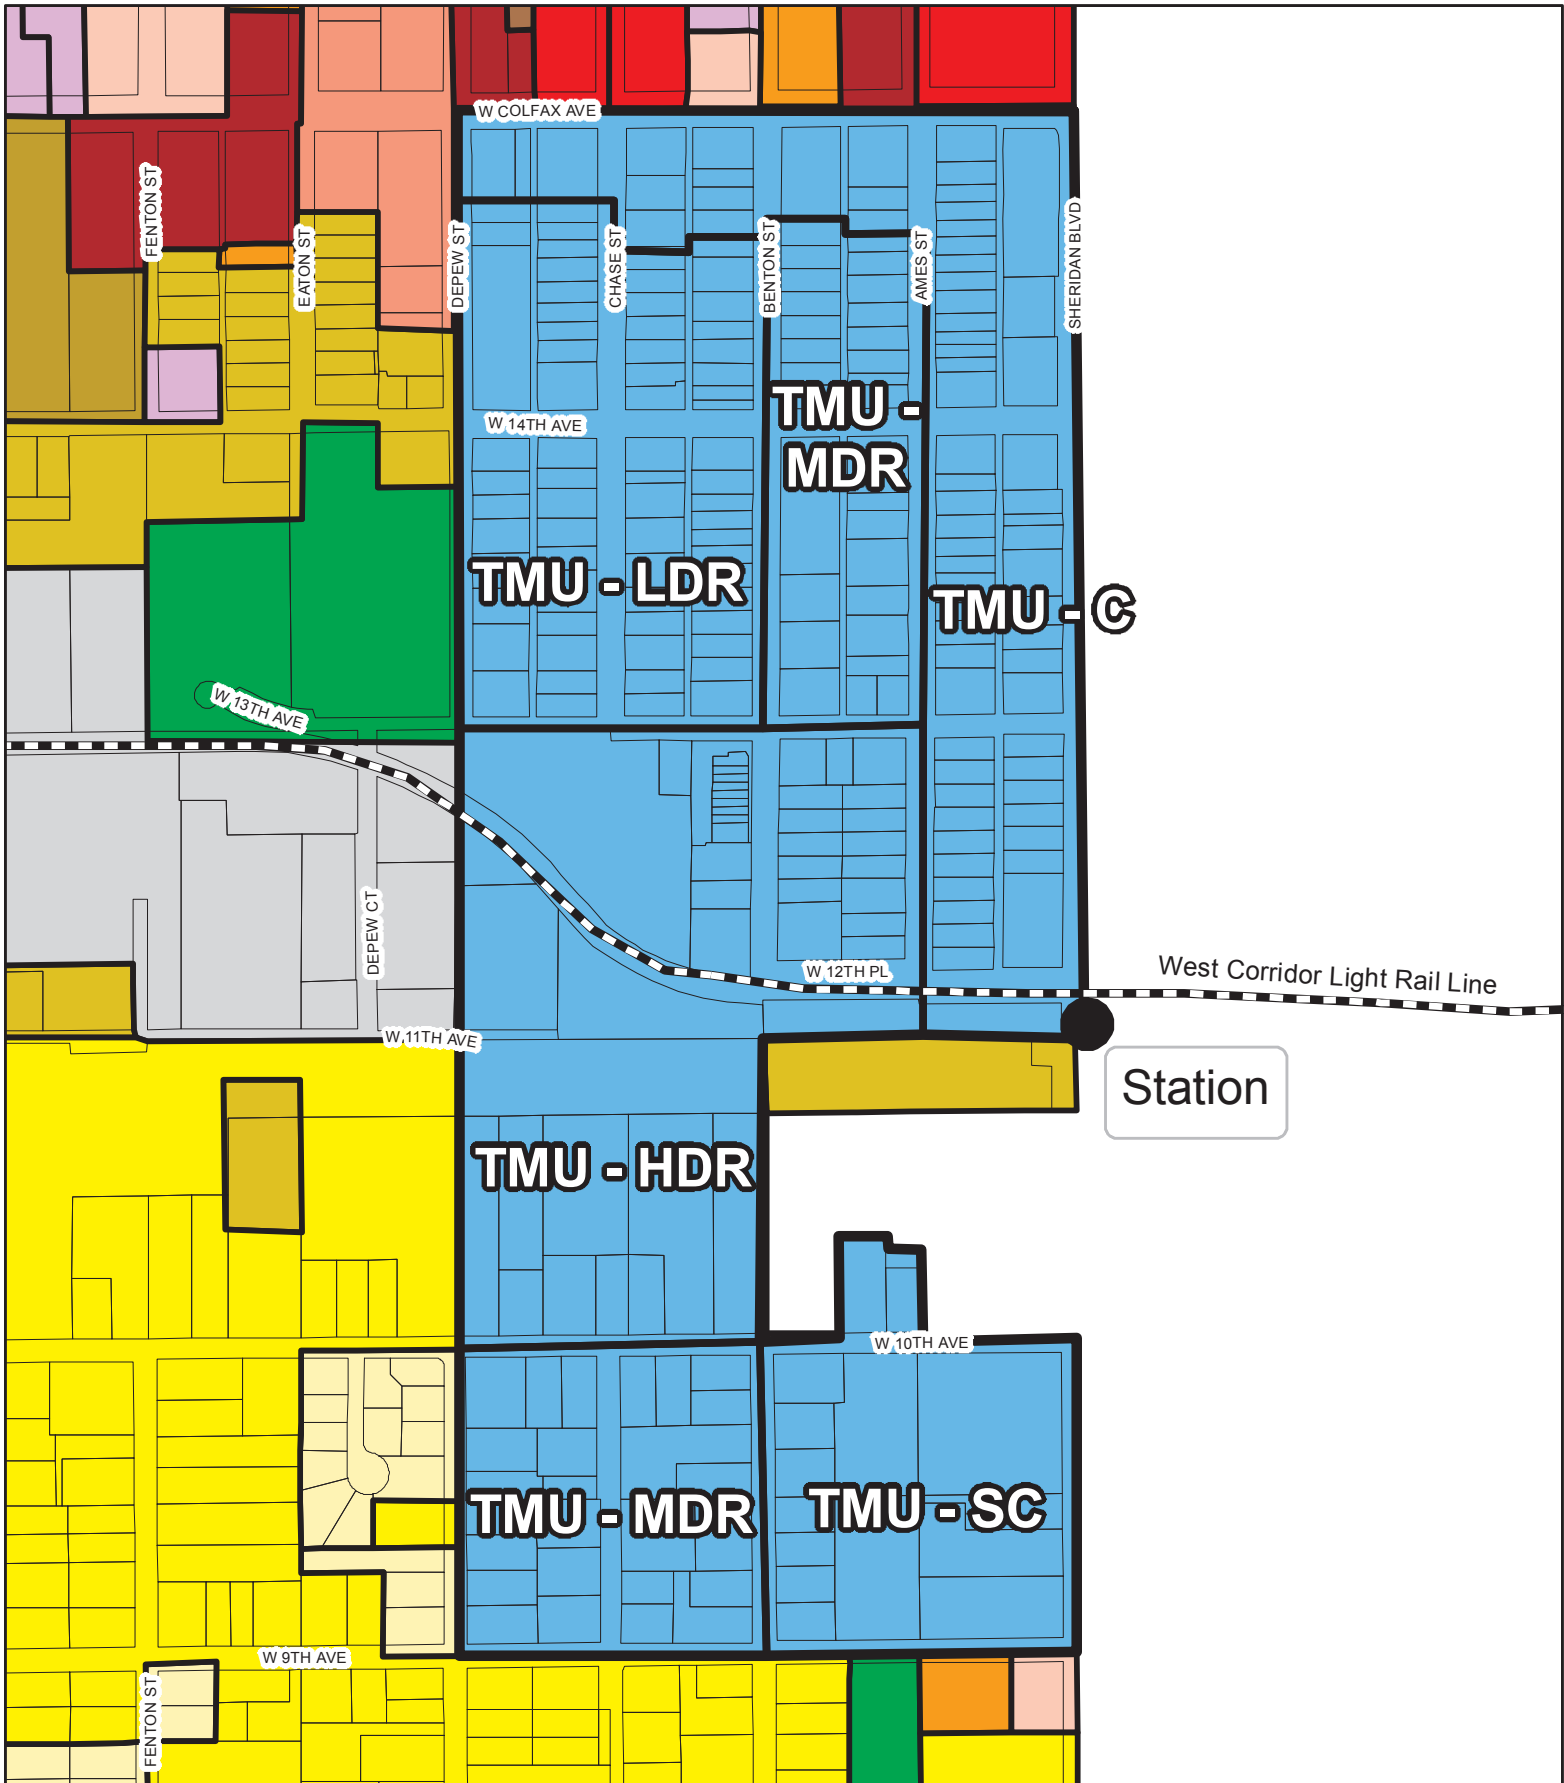 W COLFAX AVE
FENTON ST
EATON ST
DEPEW ST
CHASE ST
BENTON ST
AMES ST
SHERIDAN BLVD
TMU -
MDR
W 14TH AVE
TMU - LDR
TMU - C
W 13TH AVE
DEPEW CT
W 12TH PL
West Corridor Light Rail Line
W 11TH AVE
Station
TMU - HDR
W 10TH AVE
TMU - MDR
TMU - SC
W 9TH AVE
FENTON ST